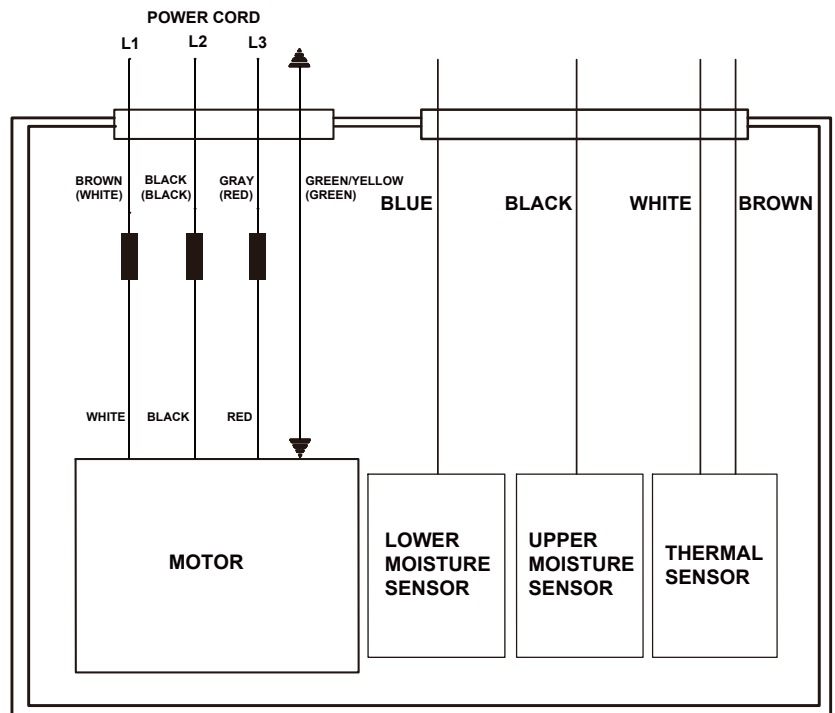 POWER CORD
L1 L2 L3
BROWN
(WHITE)
BLACK
(BLACK)
GRAY
(RED)
GREEN/YELLOW
(GREEN)
BLUE
BLACK
WHITE
BROWN
WHITE
BLACK
RED
MOTOR
LOWER
MOISTURE
SENSOR
UPPER
MOISTURE
SENSOR
THERMAL
SENSOR